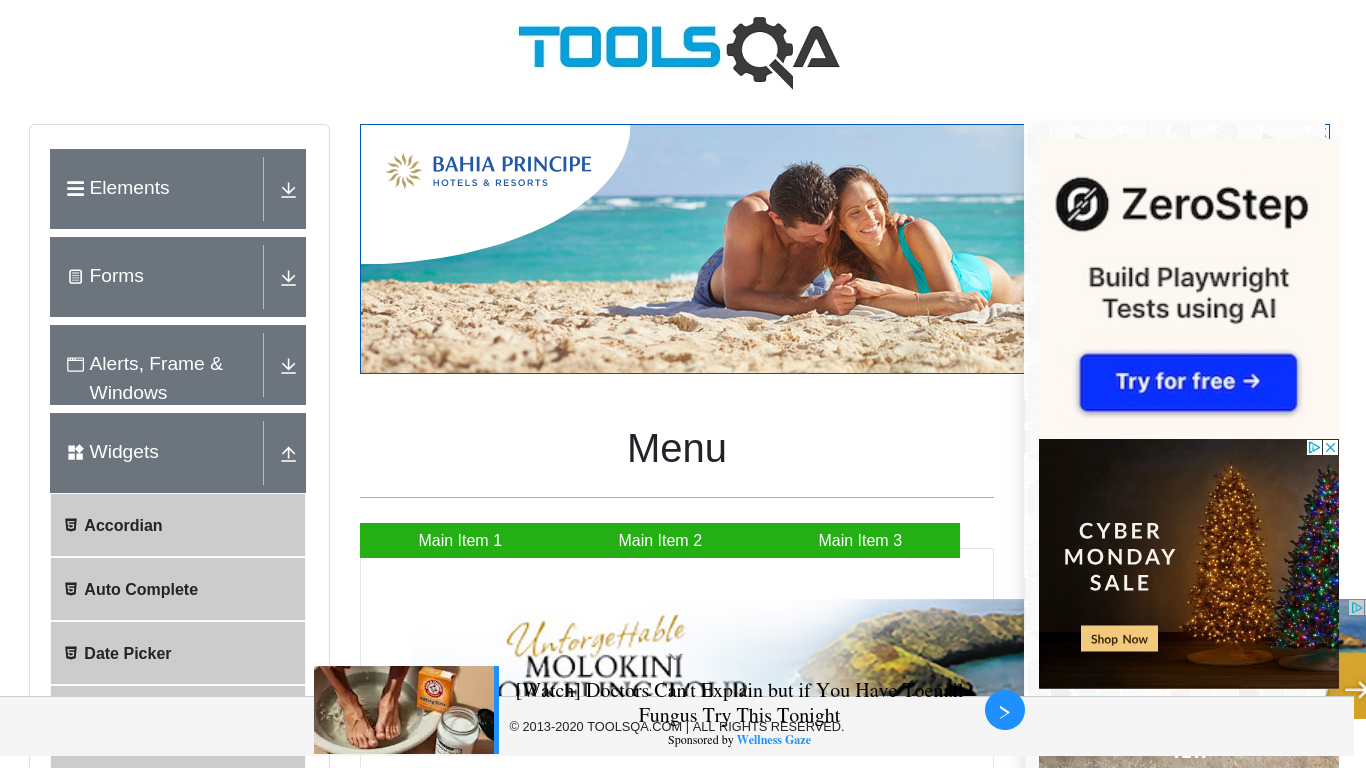 TOOLSQA
Elements
Forms
Alerts, Frame &
Windows
Widgets
Accordian
Auto Complete
Date Picker
BAHIA PRINCIPE
HOTELS & RESORTS
Menu
Main Item 1
Main Item 2
Main Item 3
Unforgettable
MOLOKINI
[Watch] Doctors Can't Explain but if You Have Toenail
Fungus Try This Tonight
© 2013-2020 TOOLSQA.COM | ALL RIGHTS RESERVED.
Sponsored by Wellness Gaze
ZeroStep
Build Playwright
Tests using AI
Try for free →
CYBER
MONDAY
SALE
Shop Now